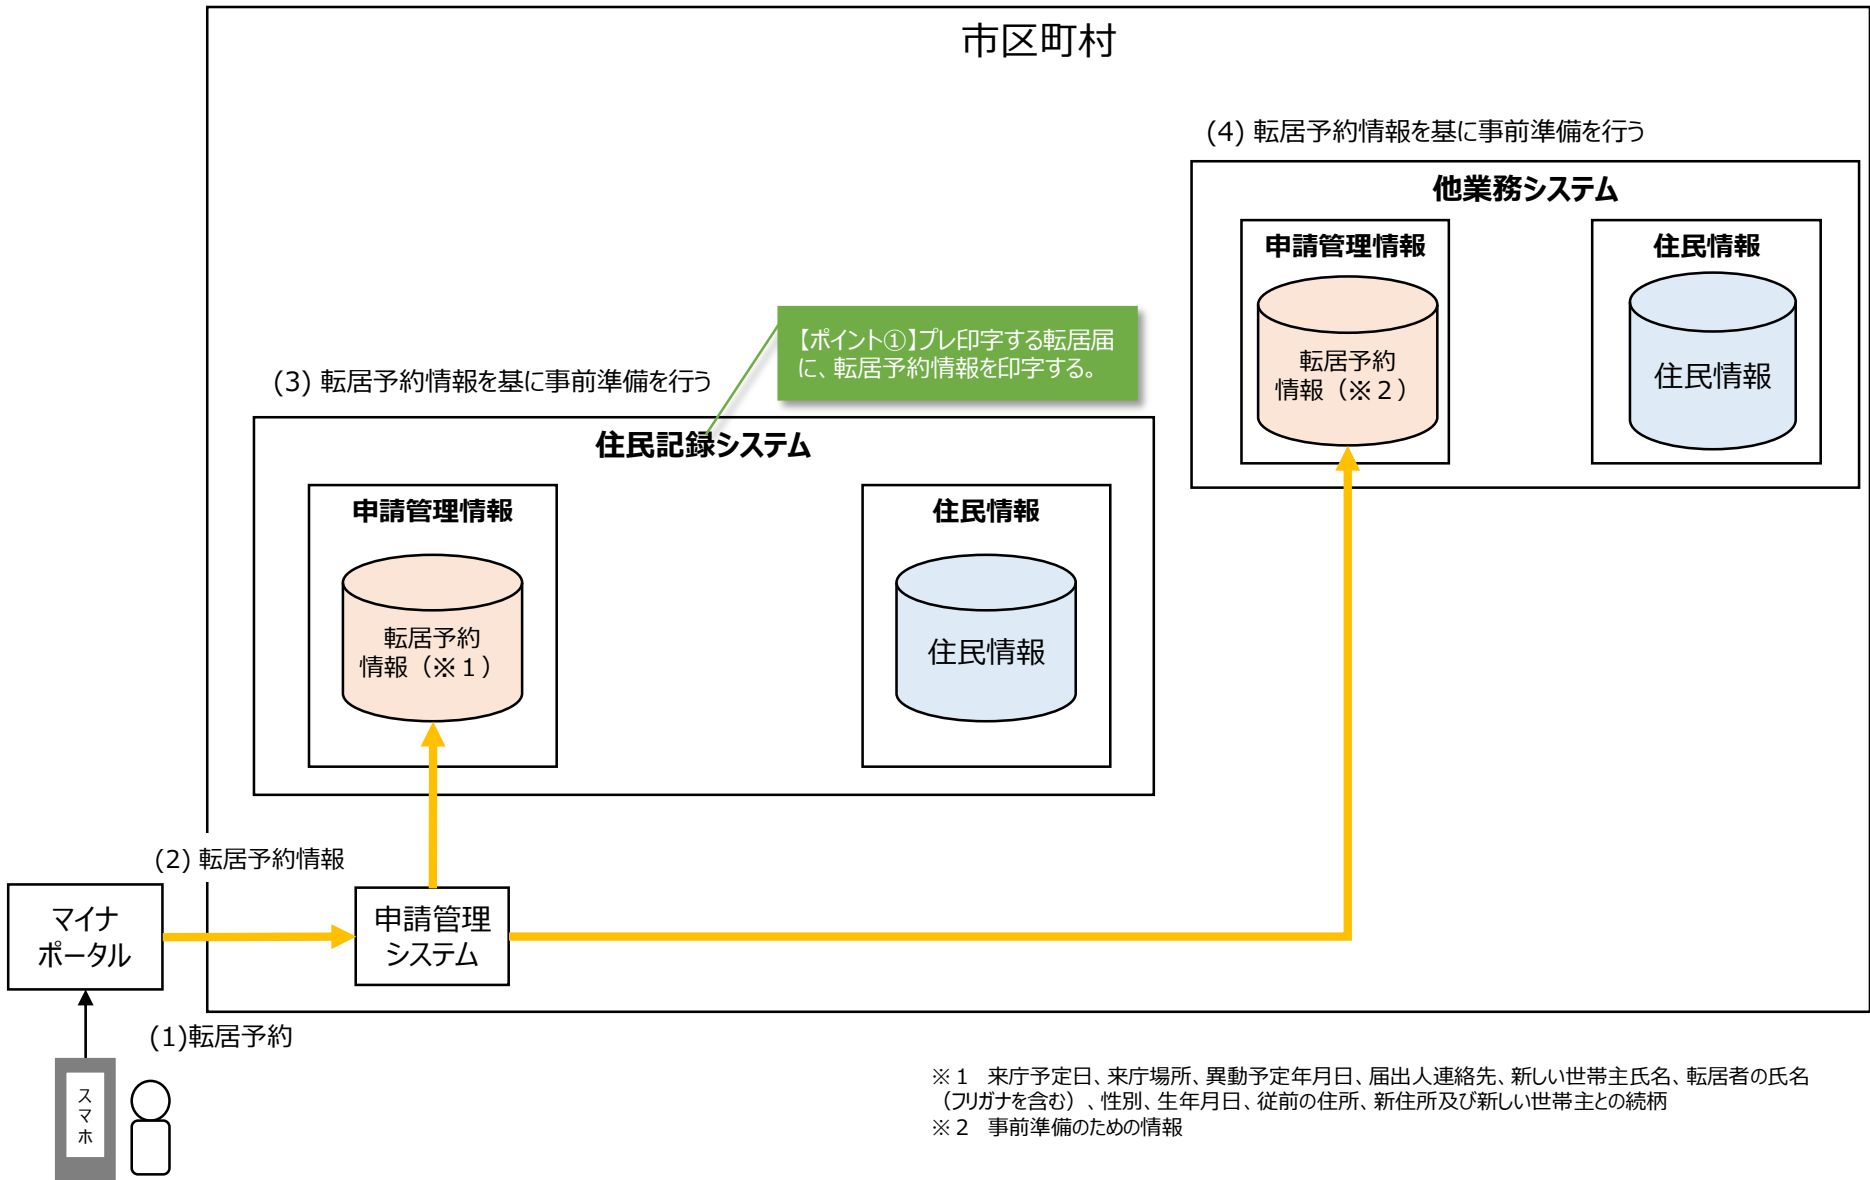 市区町村
(4) 転居予約情報を基に事前準備を行う
他業務システム
申請管理情報
住民情報
転居予約
情報（※２）
住民情報
【ポイント①】プレ印字する転居届
に、転居予約情報を印字する。
(3) 転居予約情報を基に事前準備を行う
住民記録システム
申請管理情報
住民情報
転居予約
情報（※１）
住民情報
(2) 転居予約情報
マイナ
ポータル
申請管理
システム
(1)転居予約
スマホ
※１　来庁予定日、来庁場所、異動予定年月日、届出人連絡先、新しい世帯主氏名、転居者の氏名
（フリガナを含む）、性別、生年月日、従前の住所、新住所及び新しい世帯主との続柄
※２　事前準備のための情報